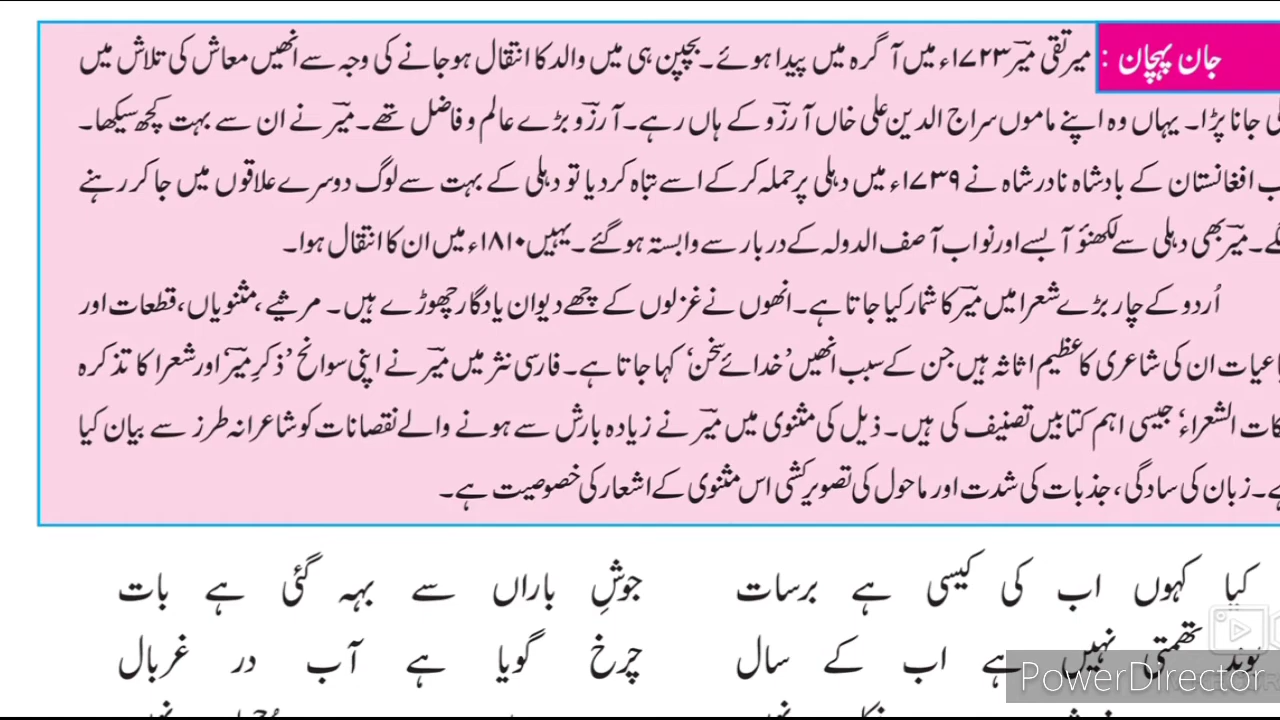 جان پہچان : میر تقی میرؔ ۱۷۲۳ء میں آگرہ میں پیدا ہوئے۔ بچپن ہی میں والد کا انتقال ہوجانے کی وجہ سے انھیں معاش کی تلاش میں
جانا پڑا۔ یہاں وہ اپنے ماموں سراج الدین علی خاں آرزوؔ کے ہاں رہے۔ آرزوؔ بڑے عالم و فاضل تھے۔ میرؔ نے ان سے بہت کچھ سیکھا۔
افغانستان کے بادشاہ نادر شاہ نے ۱۷۳۹ء میں دہلی پر حملہ کرکے اسے تباہ کردیا تو دہلی کے بہت سے لوگ دوسرے علاقوں میں جاکر رہنے
میرؔ بھی دہلی سے لکھنؤ آبسے اور نواب آصف الدولہ کے دربار سے وابستہ ہوگئے۔ یہیں ۱۸۱۰ء میں ان کا انتقال ہوا۔
اُردو کے چار بڑے شعرا میں میرؔ کا شمار کیا جاتا ہے۔ انھوں نے غزلوں کے چھے دیوان یادگار چھوڑے ہیں۔ مرثیے، مثنویاں، قطعات اور
ان کی شاعری کا عظیم اثاثہ ہیں جن کے سبب انھیں ’خدائے سخن‘ کہا جاتا ہے۔ فارسی نثر میں میرؔ نے اپنی سوانح ’ذکرِ میرؔ‘ اور شعرا کا تذکرہ
الشعراء‘ جیسی اہم کتابیں تصنیف کی ہیں۔ ذیل کی مثنوی میں میرؔ نے زیادہ بارش سے ہونے والے نقصانات کو شاعرانہ طرز سے بیان کیا
زبان کی سادگی، جذبات کی شدت اور ماحول کی تصویرکشی اس مثنوی کے اشعار کی خصوصیت ہے۔
کیا کہوں اب کی کیسی ہے برسات جوشِ باراں سے بہہ گئی ہے بات
بوند تھمتی نہیں ہے اب کے سال چرخ گویا ہے آب در غربال
PowerDirector